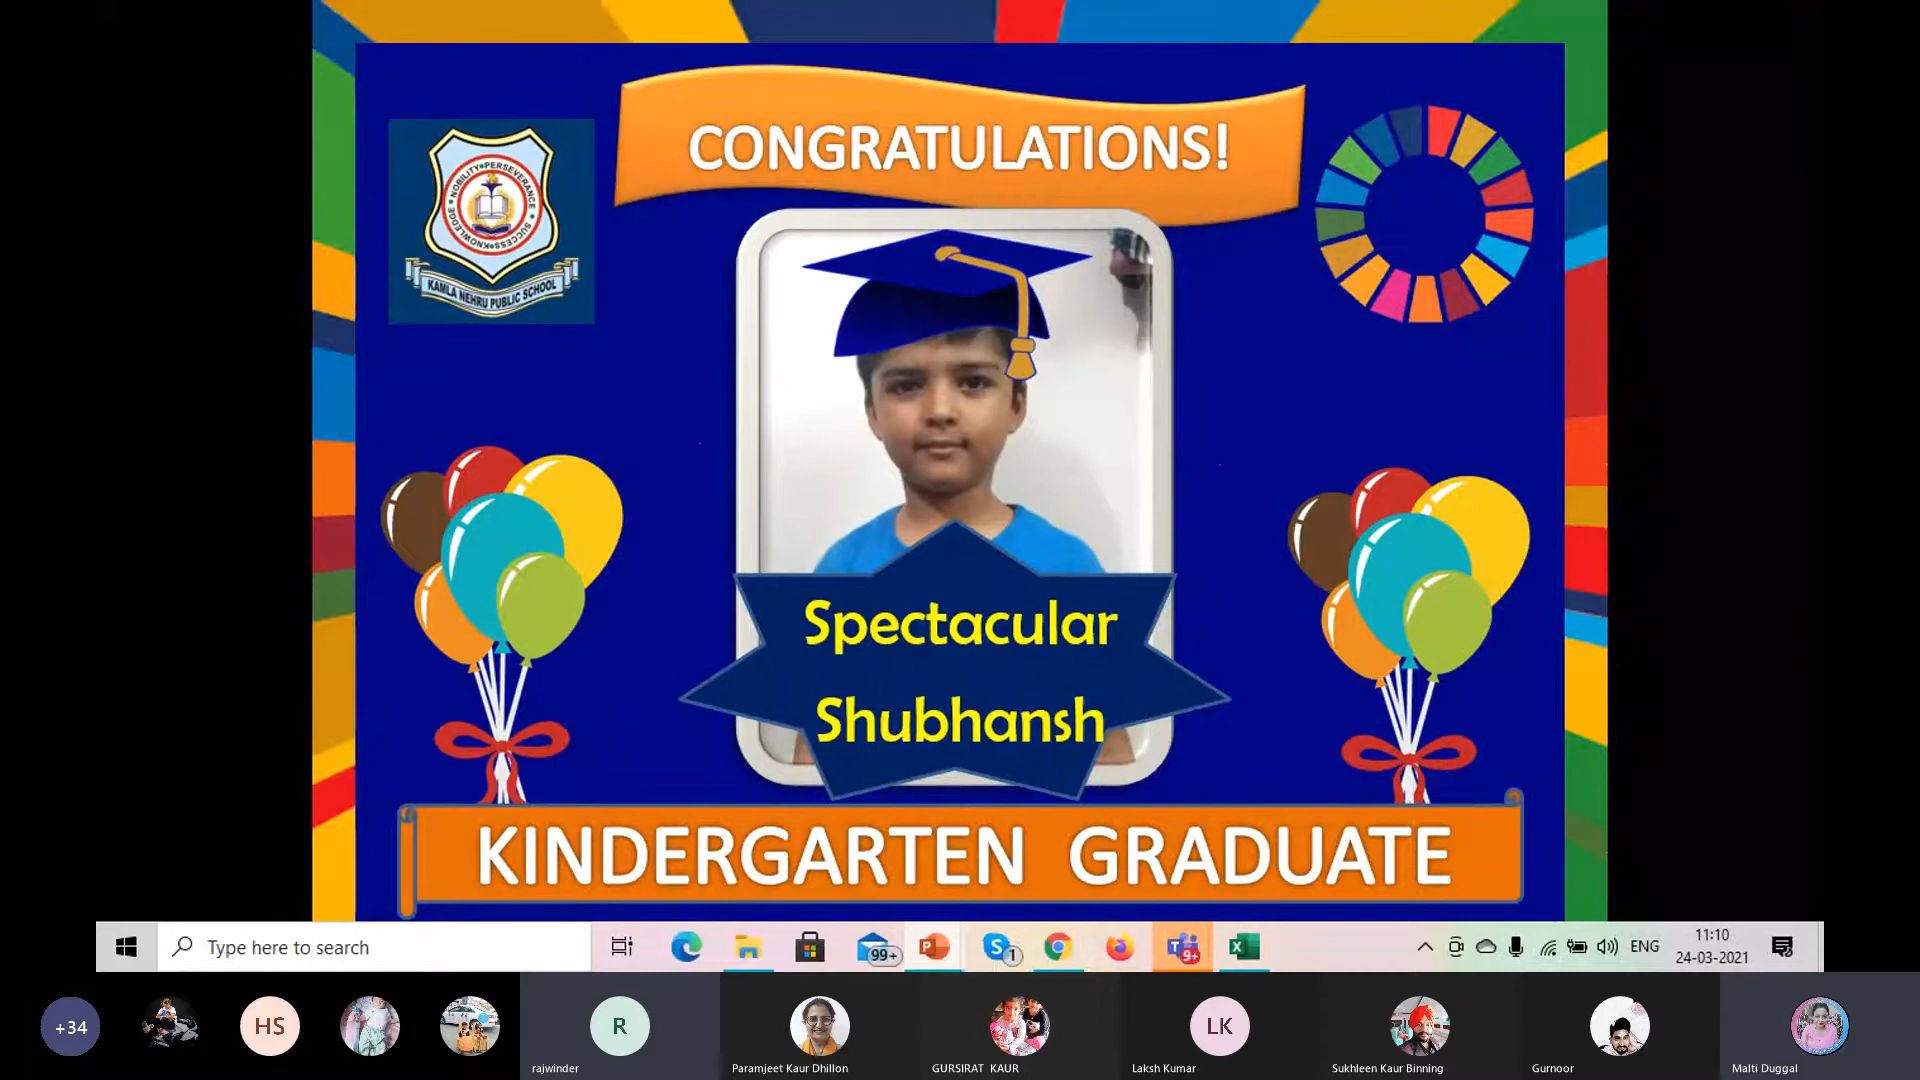 CONGRATULATIONS!
NOBILITY • PERSEVERANCE • SUCCESS • KNOWLEDGE •
KAMLA NEHRU PUBLIC SCHOOL
Spectacular
Shubhansh
KINDERGARTEN GRADUATE
Type here to search
99+
1
9+
ENG
11:10
24-03-2021
+34
HS
R
LK
rajwinder
Paramjeet Kaur Dhillon
GURSIRAT KAUR
Laksh Kumar
Sukhleen Kaur Binning
Gurnoor
Malti Duggal